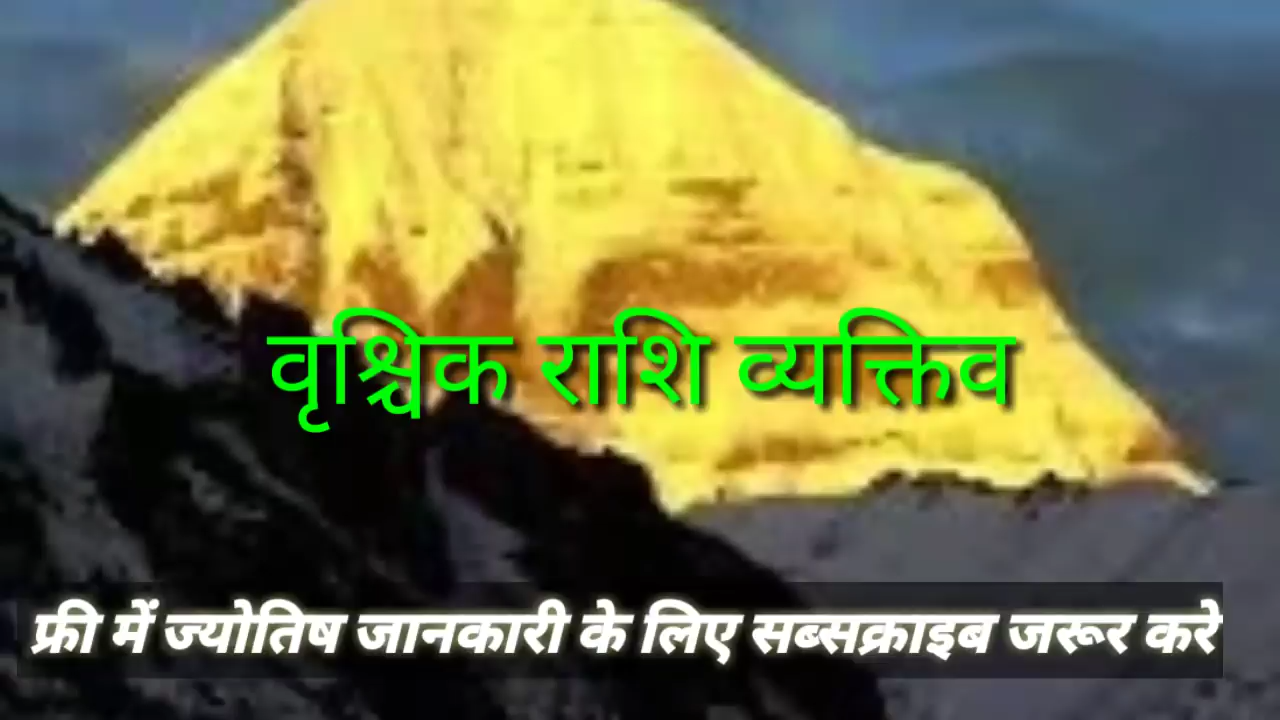 वृश्चिक राशि व्यक्तिव
फ्री में ज्योतिष जानकारी के लिए सब्सक्राइब जरूर करे